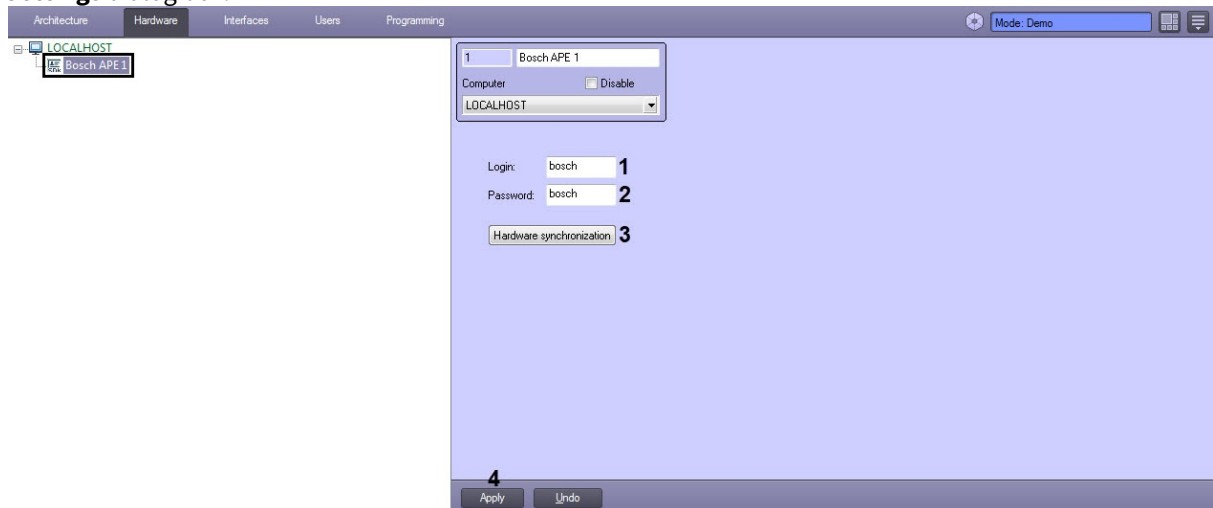 Architecture Hardware Interfaces Users Programming Mode: Demo
LOCALHOST
Bosch APE 1
1 Bosch APE 1
Computer Disable
LOCALHOST
Login: bosch 1
Password: bosch 2
Hardware synchronization 3
4
Apply Undo